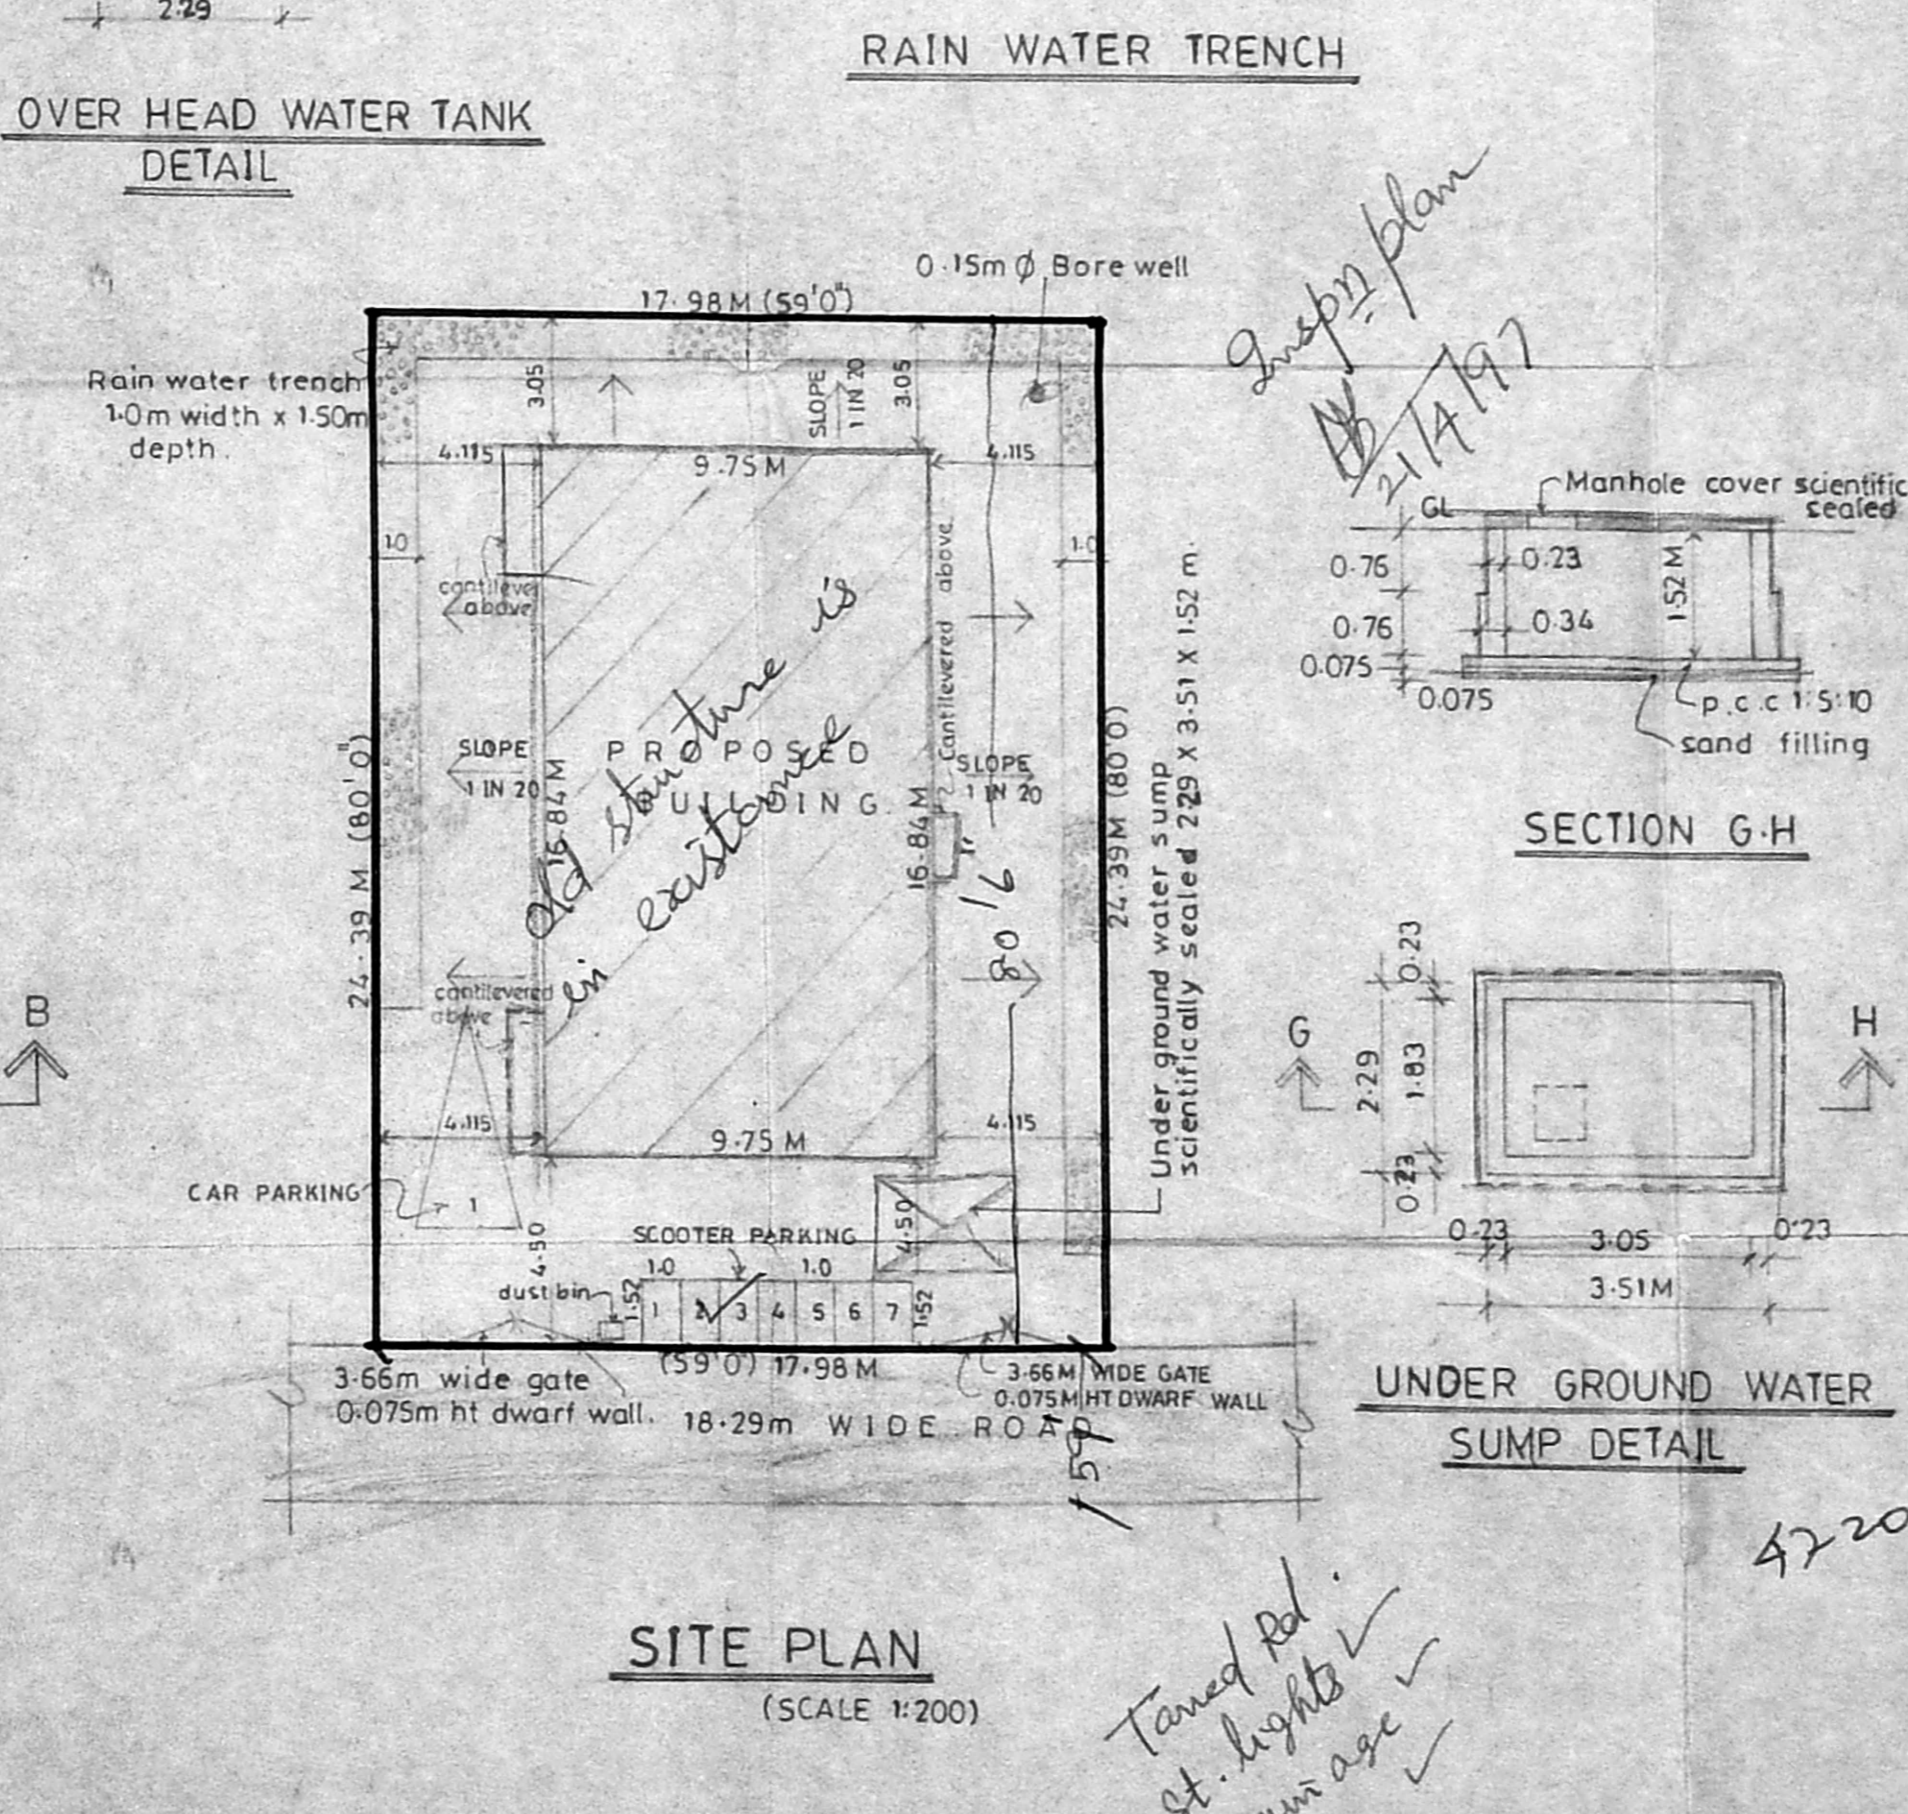 2.29
RAIN WATER TRENCH
OVER HEAD WATER TANK
DETAIL
Inspn plan
21/4/97
0.15m Ø Bore well
17.98 M (59'0")
Rain water trench
1.0m width x 1.50m
depth.
3.05
SLOPE
1 IN 20
3.05
4.115
9.75 M
4.115
1.0
1.0
cantilever
above
Cantilevered above.
Old structure is
in existance
PROPOSED
BUILDING.
SLOPE
1 IN 20
SLOPE
1 IN 20
16.84 M
16.84 M
24.39 M (80'0")
24.39M (80'0)
80'6
cantilevered
above
4.115
9.75 M
4.115
Under ground water sump
scientifically sealed 2.29 X 3.51 X 1.52 m.
B
CAR PARKING
1
4.50
SCOOTER PARKING
4.50
1.0
1.0
dust bin
1.52
1 2 3 4 5 6 7
1.52
(59'0) 17.98 M
3.66m wide gate
0.075m ht dwarf wall.
3.66M WIDE GATE
0.075M HT DWARF WALL
18.29m WIDE ROAD
59
SITE PLAN
(SCALE 1:200)
Manhole cover scientific
sealed
GL
0.76
0.23
1.52 M
0.76
0.34
0.075
0.075
p.c.c 1:5:10
sand filling
SECTION G.H
0.23
G
2.29
1.83
H
0.23
0.23
3.05
0.23
3.51M
UNDER GROUND WATER
SUMP DETAIL
4220
Tarred Rd.
St. lights